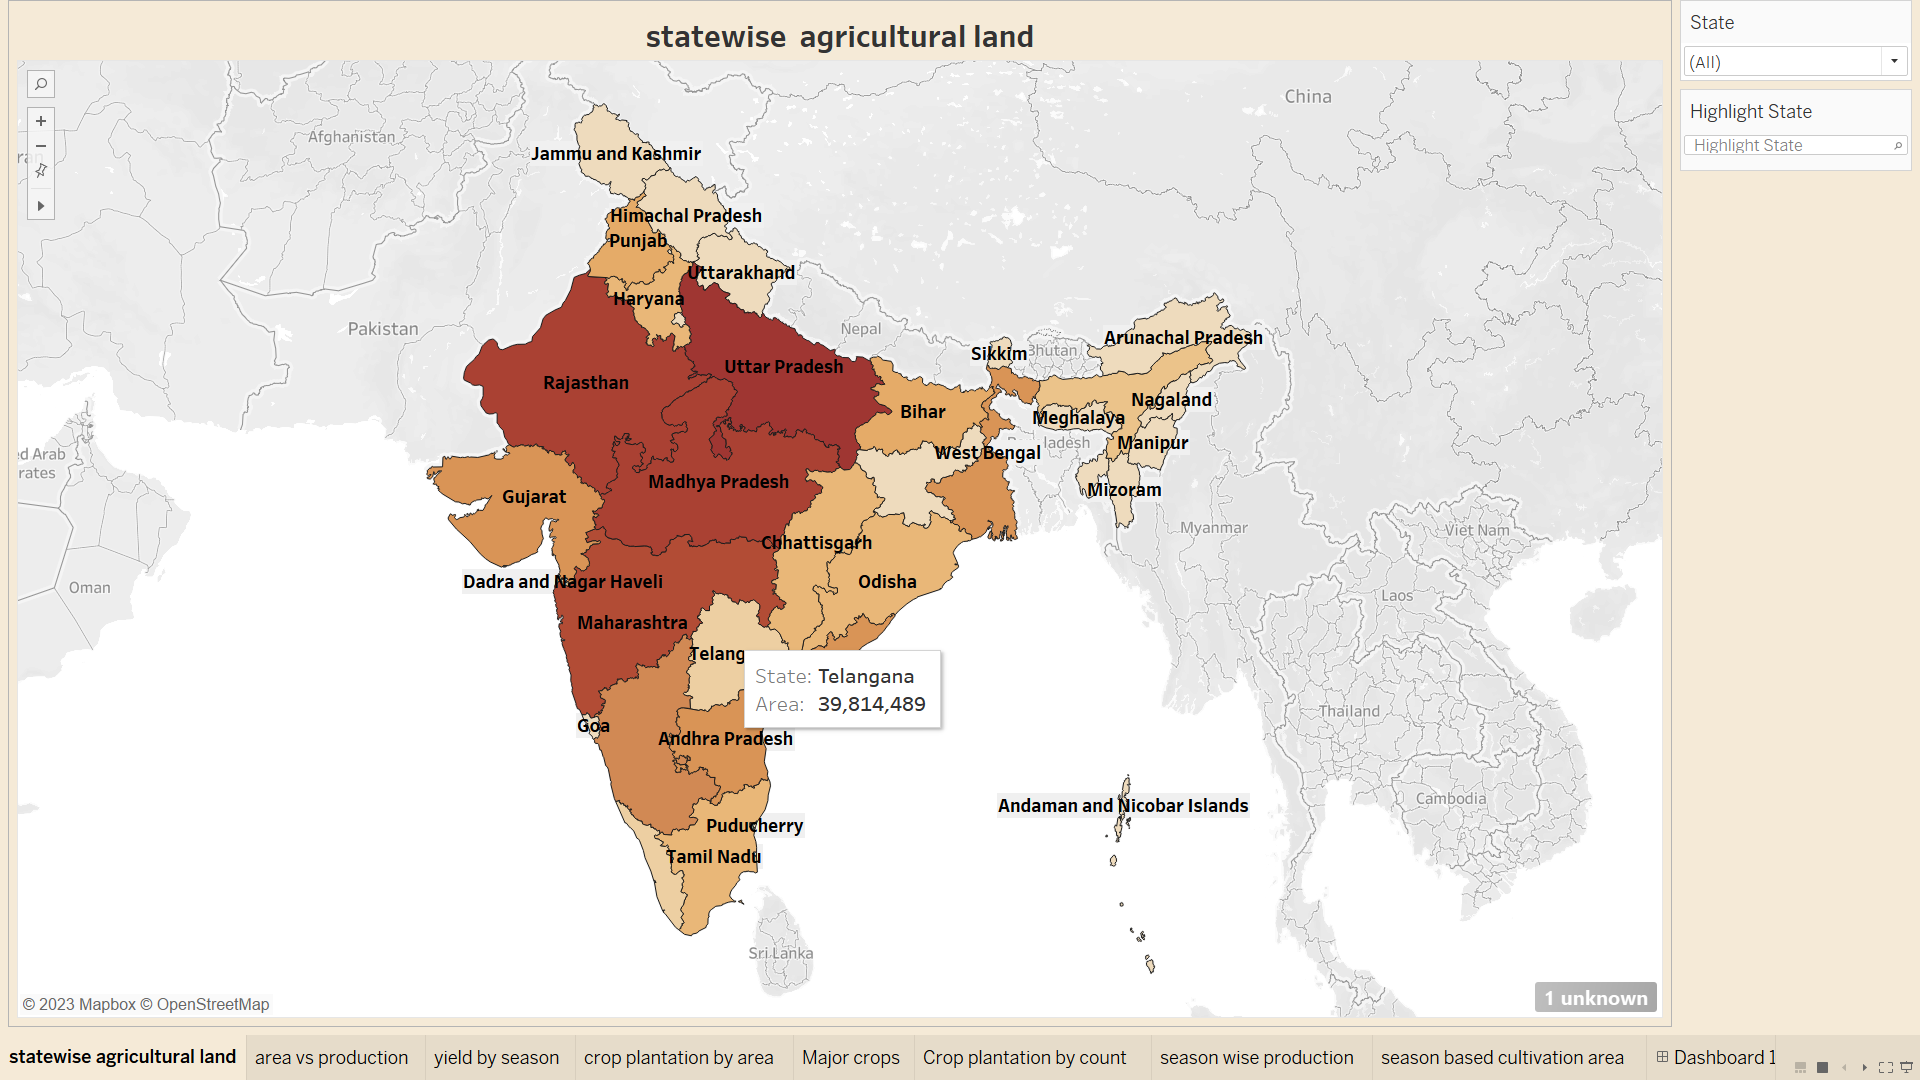 statewise  agricultural land
State
(All)
Highlight State
Highlight State
China
Afghanistan
Jammu and Kashmir
Himachal Pradesh
Punjab
Uttarakhand
Haryana
Pakistan
Nepal
Arunachal Pradesh
Sikkim
Bhutan
Uttar Pradesh
Rajasthan
Nagaland
Bihar
Meghalaya
Manipur
ladesh
West Bengal
ed Arab
rates
Madhya Pradesh
Mizoram
Gujarat
Myanmar
Viet Nam
Chhattisgarh
Dadra and Nagar Haveli
Odisha
Oman
Laos
Maharashtra
Telang
State: Telangana
Area: 39,814,489
Thailand
Goa
Andhra Pradesh
Cambodia
Andaman and Nicobar Islands
Puducherry
Tamil Nadu
Sri Lanka
© 2023 Mapbox © OpenStreetMap
1 unknown
statewise agricultural land
area vs production
yield by season
crop plantation by area
Major crops
Crop plantation by count
season wise production
season based cultivation area
Dashboard 1